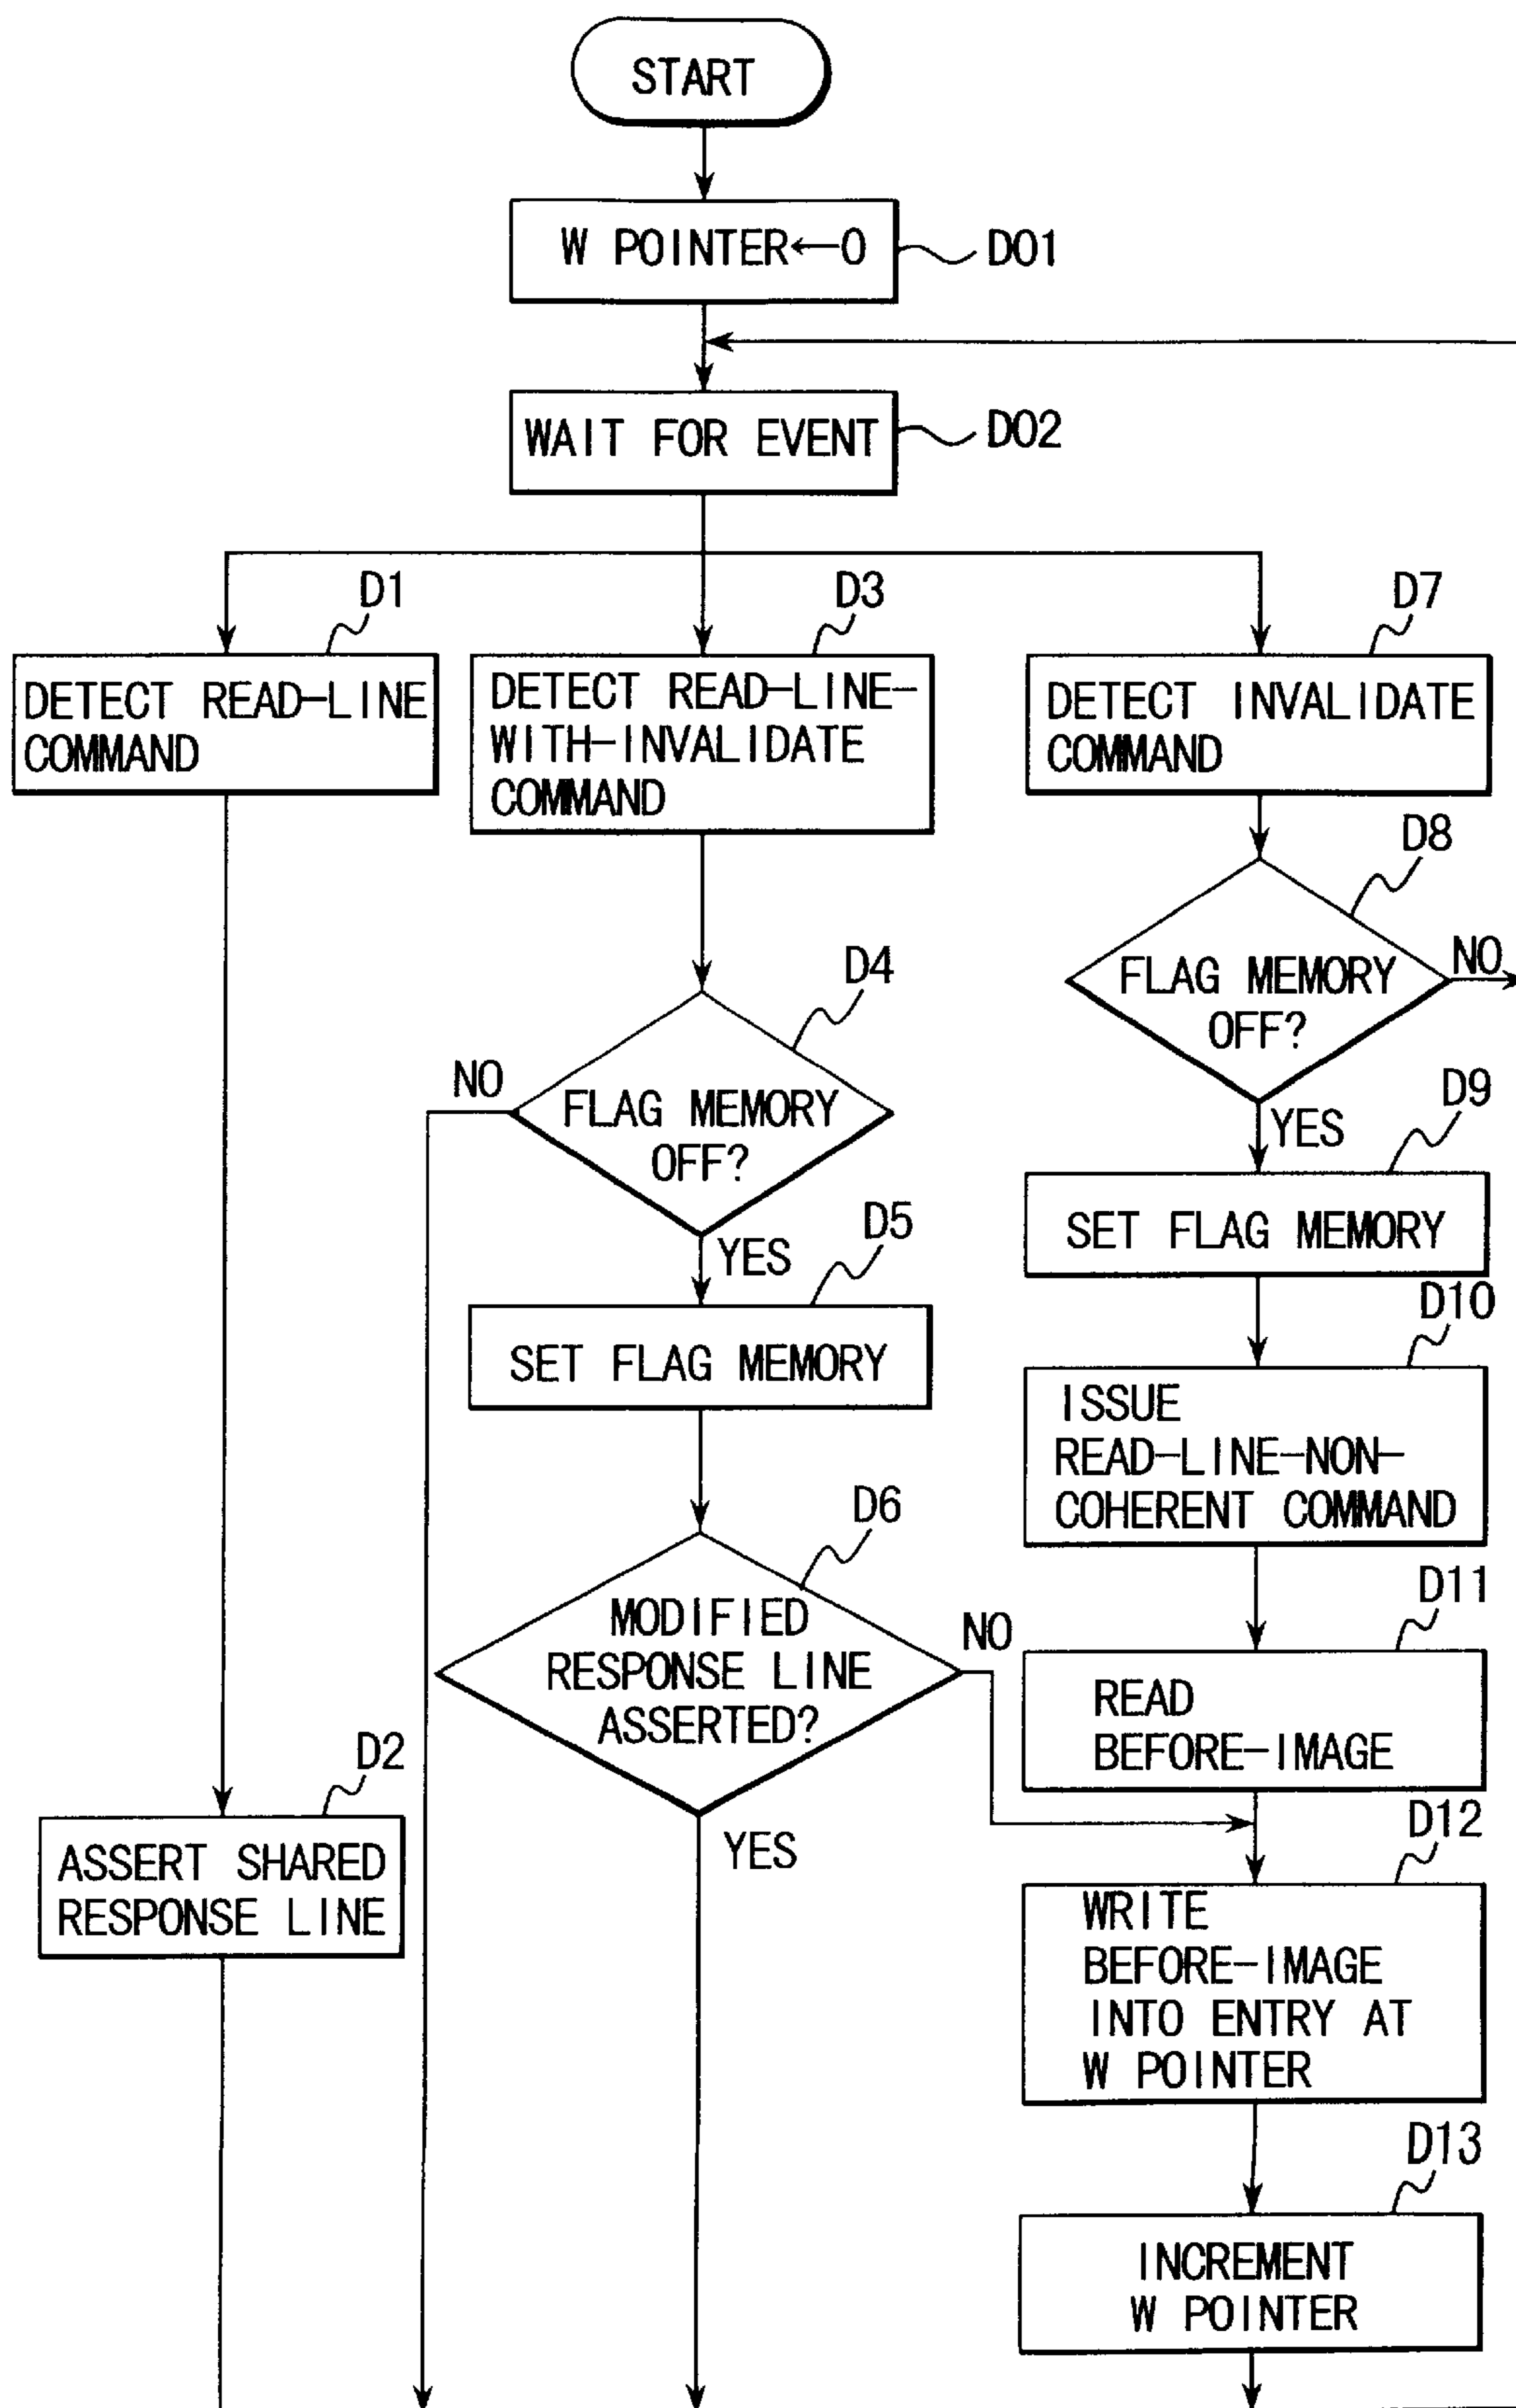 START
W POINTER←0
D01
WAIT FOR EVENT
D02
D1
DETECT READ-LINE
COMMAND
D3
DETECT READ-LINE-
WITH-INVALIDATE
COMMAND
D7
DETECT INVALIDATE
COMMAND
D8
FLAG MEMORY
OFF?
NO
YES
D4
FLAG MEMORY
OFF?
NO
YES
D9
SET FLAG MEMORY
D5
SET FLAG MEMORY
D10
ISSUE
READ-LINE-NON-
COHERENT COMMAND
D6
MODIFIED
RESPONSE LINE
ASSERTED?
NO
YES
D11
READ
BEFORE-IMAGE
D2
ASSERT SHARED
RESPONSE LINE
D12
WRITE
BEFORE-IMAGE
INTO ENTRY AT
W POINTER
D13
INCREMENT
W POINTER